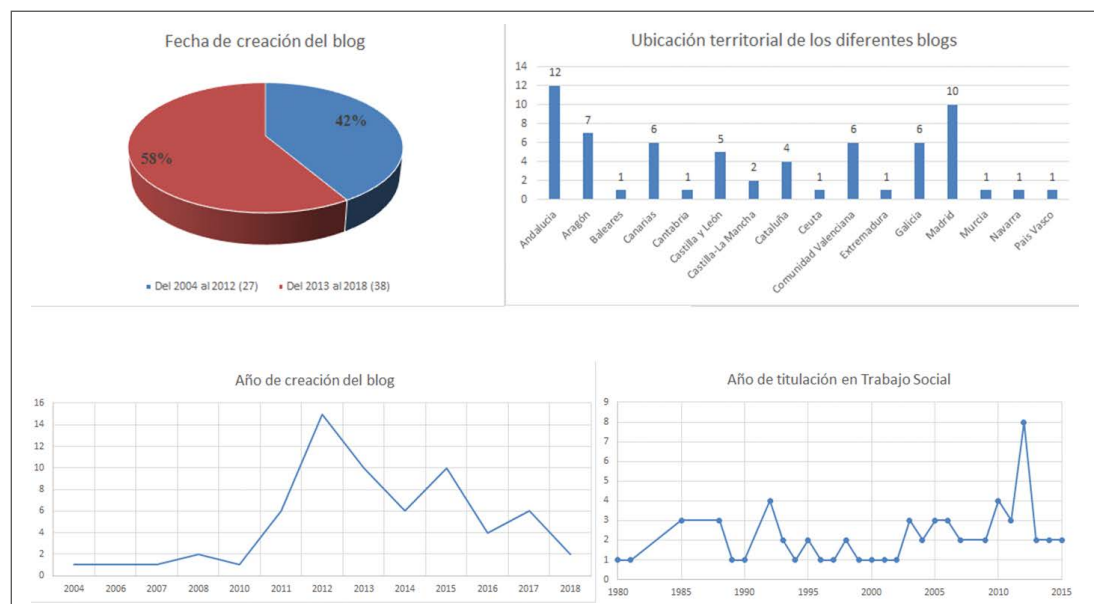 Fecha de creación del blog
42%
58%
Del 2004 al 2012 (27)
Del 2013 al 2018 (38)
Ubicación territorial de los diferentes blogs
14
12
10
8
6
4
2
0
12
7
1
6
1
5
2
4
1
6
1
6
10
1
1
1
Andalucía
Aragón
Baleares
Canarias
Cantabria
Castilla y León
Castilla-La Mancha
Cataluña
Ceuta
Comunidad Valenciana
Extremadura
Galicia
Madrid
Murcia
Navarra
País Vasco
Año de creación del blog
16
14
12
10
8
6
4
2
0
2004 2006 2007 2008 2010 2011 2012 2013 2014 2015 2016 2017 2018
Año de titulación en Trabajo Social
9
8
7
6
5
4
3
2
1
0
1980 1985 1990 1995 2000 2005 2010 2015